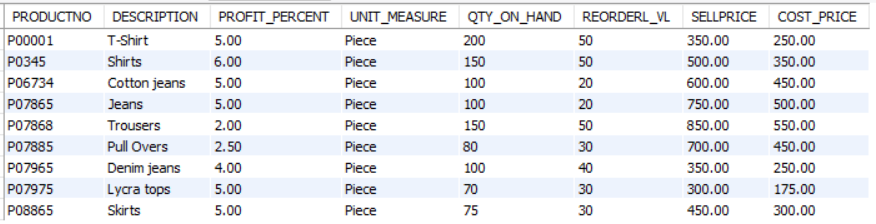 PRODUCTNO DESCRIPTION PROFIT_PERCENT UNIT_MEASURE QTY_ON_HAND REORDERL_VL SELLPRICE COST_PRICE
P00001 T-Shirt 5.00 Piece 200 50 350.00 250.00
P0345 Shirts 6.00 Piece 150 50 500.00 350.00
P06734 Cotton jeans 5.00 Piece 100 20 600.00 450.00
P07865 Jeans 5.00 Piece 100 20 750.00 500.00
P07868 Trousers 2.00 Piece 150 50 850.00 550.00
P07885 Pull Overs 2.50 Piece 80 30 700.00 450.00
P07965 Denim jeans 4.00 Piece 100 40 350.00 250.00
P07975 Lycra tops 5.00 Piece 70 30 300.00 175.00
P08865 Skirts 5.00 Piece 75 30 450.00 300.00